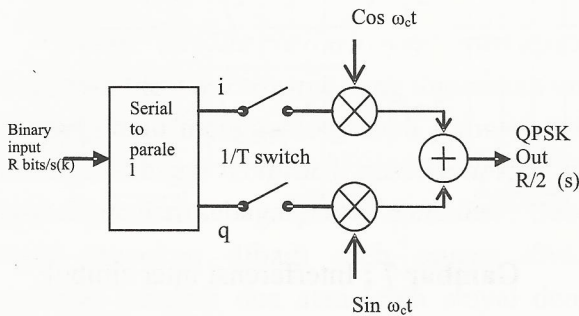 Cos ωct
i
Serial
to
parale
l
Binary
input
R bits/s(k)
1/T switch
QPSK
Out
R/2 (s)
q
Sin ωct